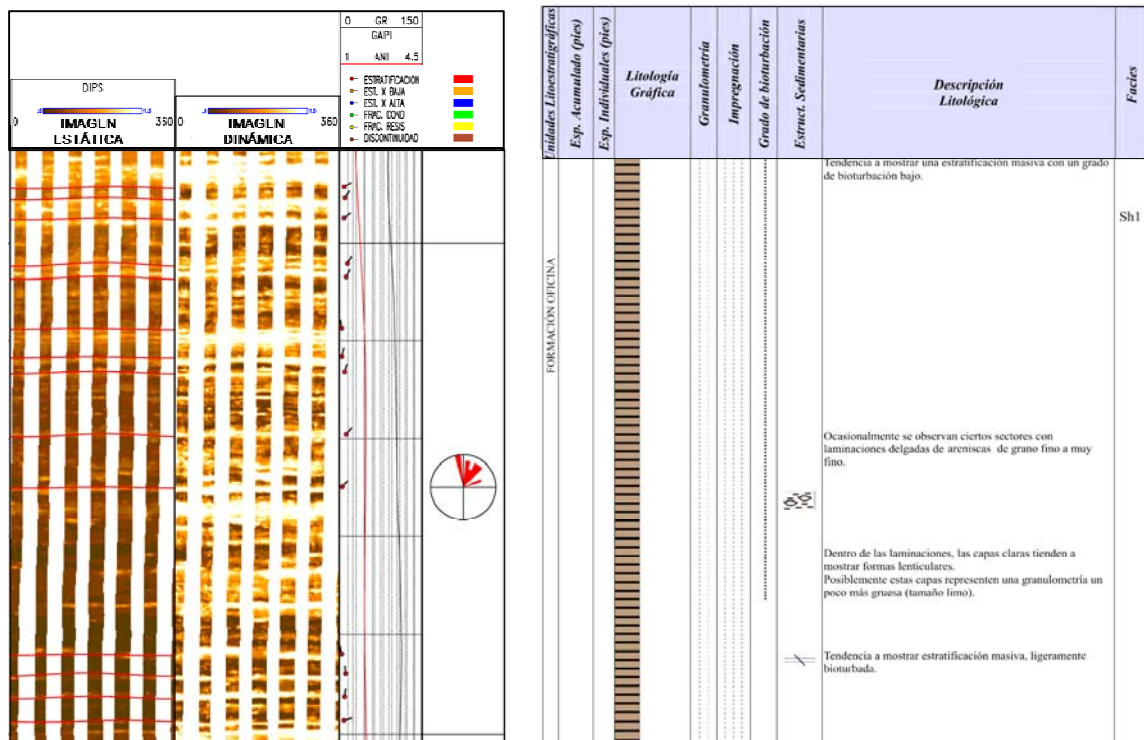 0 GR 150
GAPI
1 ANI 4.5
ESTRATIFICACION
EST. X BAJA
EST. X ALTA
FRAC. COND
FRAC. RESIS
DISCONTINUIDAD
DIPS
0 IMAGEN 350
ESTÁTICA
0 IMAGEN 360
DINÁMICA
Unidades Litoestratigráficas
Esp. Acumulado (pies)
Esp. Individuales (pies)
Litología
Gráfica
Granulometría
Impregnación
Grado de bioturbación
Estruct. Sedimentarias
Descripción
Litológica
Facies
FORMACIÓN OFICINA
Tendencia a mostrar una estratificación masiva con un grado
de bioturbación bajo.
Sh1
Ocasionalmente se observan ciertos sectores con
laminaciones delgadas de areniscas de grano fino a muy
fino.
Dentro de las laminaciones, las capas claras tienden a
mostrar formas lenticulares.
Posiblemente estas capas representen una granulometría un
poco más gruesa (tamaño limo).
Tendencia a mostrar estratificación masiva, ligeramente
bioturbada.